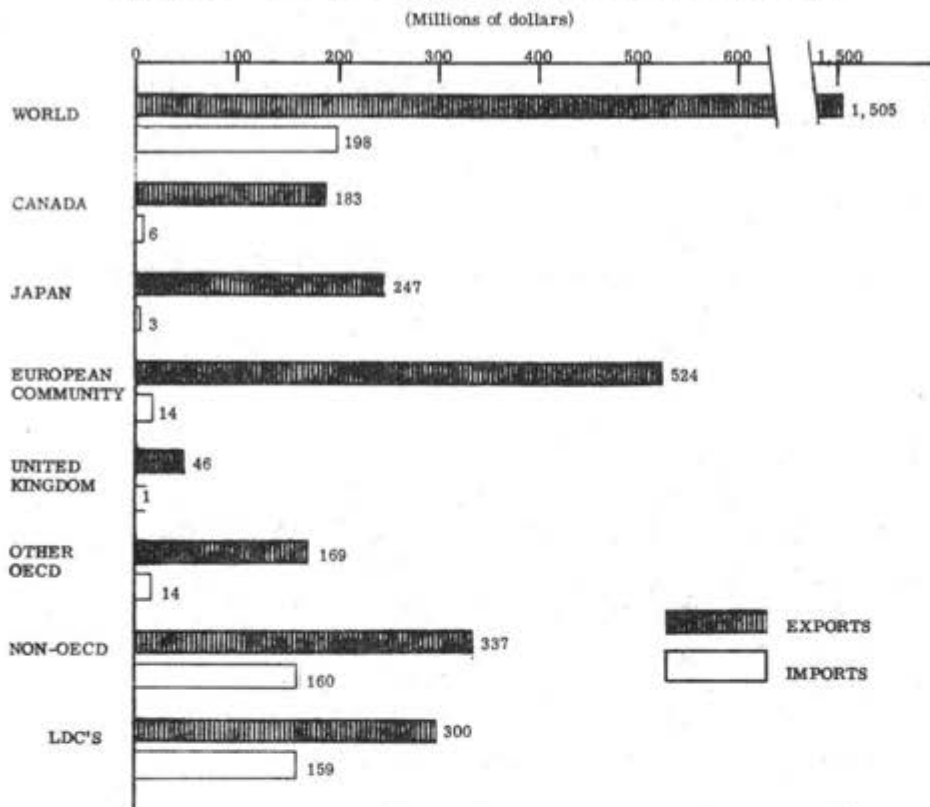 (Millions of dollars)
0 100 200 300 400 500 600 1,500
WORLD
1,505
198
CANADA
183
6
JAPAN
247
3
EUROPEAN
COMMUNITY
524
14
UNITED
KINGDOM
46
1
OTHER
OECD
169
14
NON-OECD
337
160
LDC'S
300
159
EXPORTS
IMPORTS